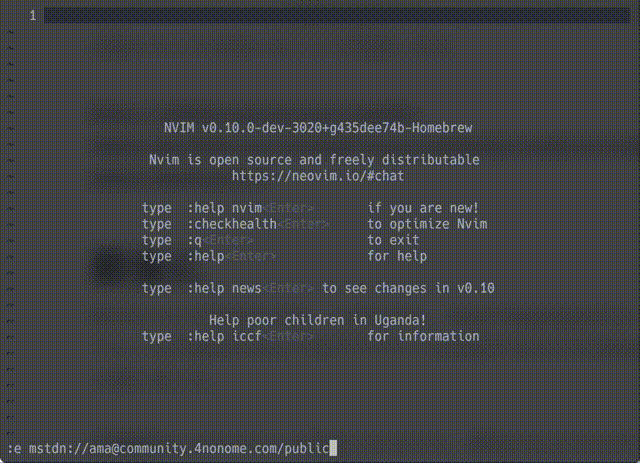 1
~
~
~
~
~
~
NVIM v0.10.0-dev-3020+g435dee74b-Homebrew
~
~
Nvim is open source and freely distributable
~
https://neovim.io/#chat
~
~
type :help nvim<Enter> if you are new!
~
type :checkhealth<Enter> to optimize Nvim
~
type :q<Enter> to exit
~
type :help<Enter> for help
~
~
type :help news<Enter> to see changes in v0.10
~
~
Help poor children in Uganda!
~
type :help iccf<Enter> for information
~
~
~
~
~
~
:e mstdn://ama@community.4nonome.com/public